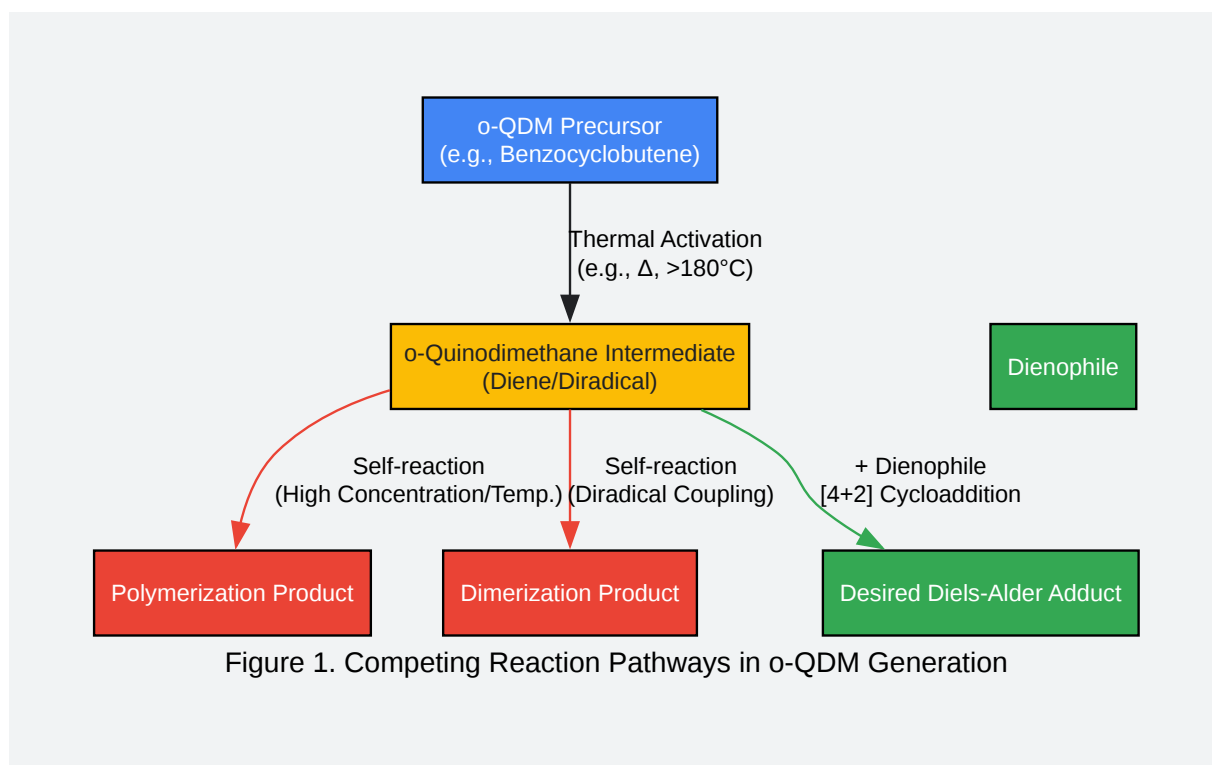 o-QDM Precursor
(e.g., Benzocyclobutene)
Thermal Activation
(e.g., Δ, >180°C)
o-Quinodimethane Intermediate
(Diene/Diradical)
Dienophile
Self-reaction
(High Concentration/Temp.)
Self-reaction
(Diradical Coupling)
+ Dienophile
[4+2] Cycloaddition
Polymerization Product
Dimerization Product
Desired Diels-Alder Adduct
Figure 1. Competing Reaction Pathways in o-QDM Generation